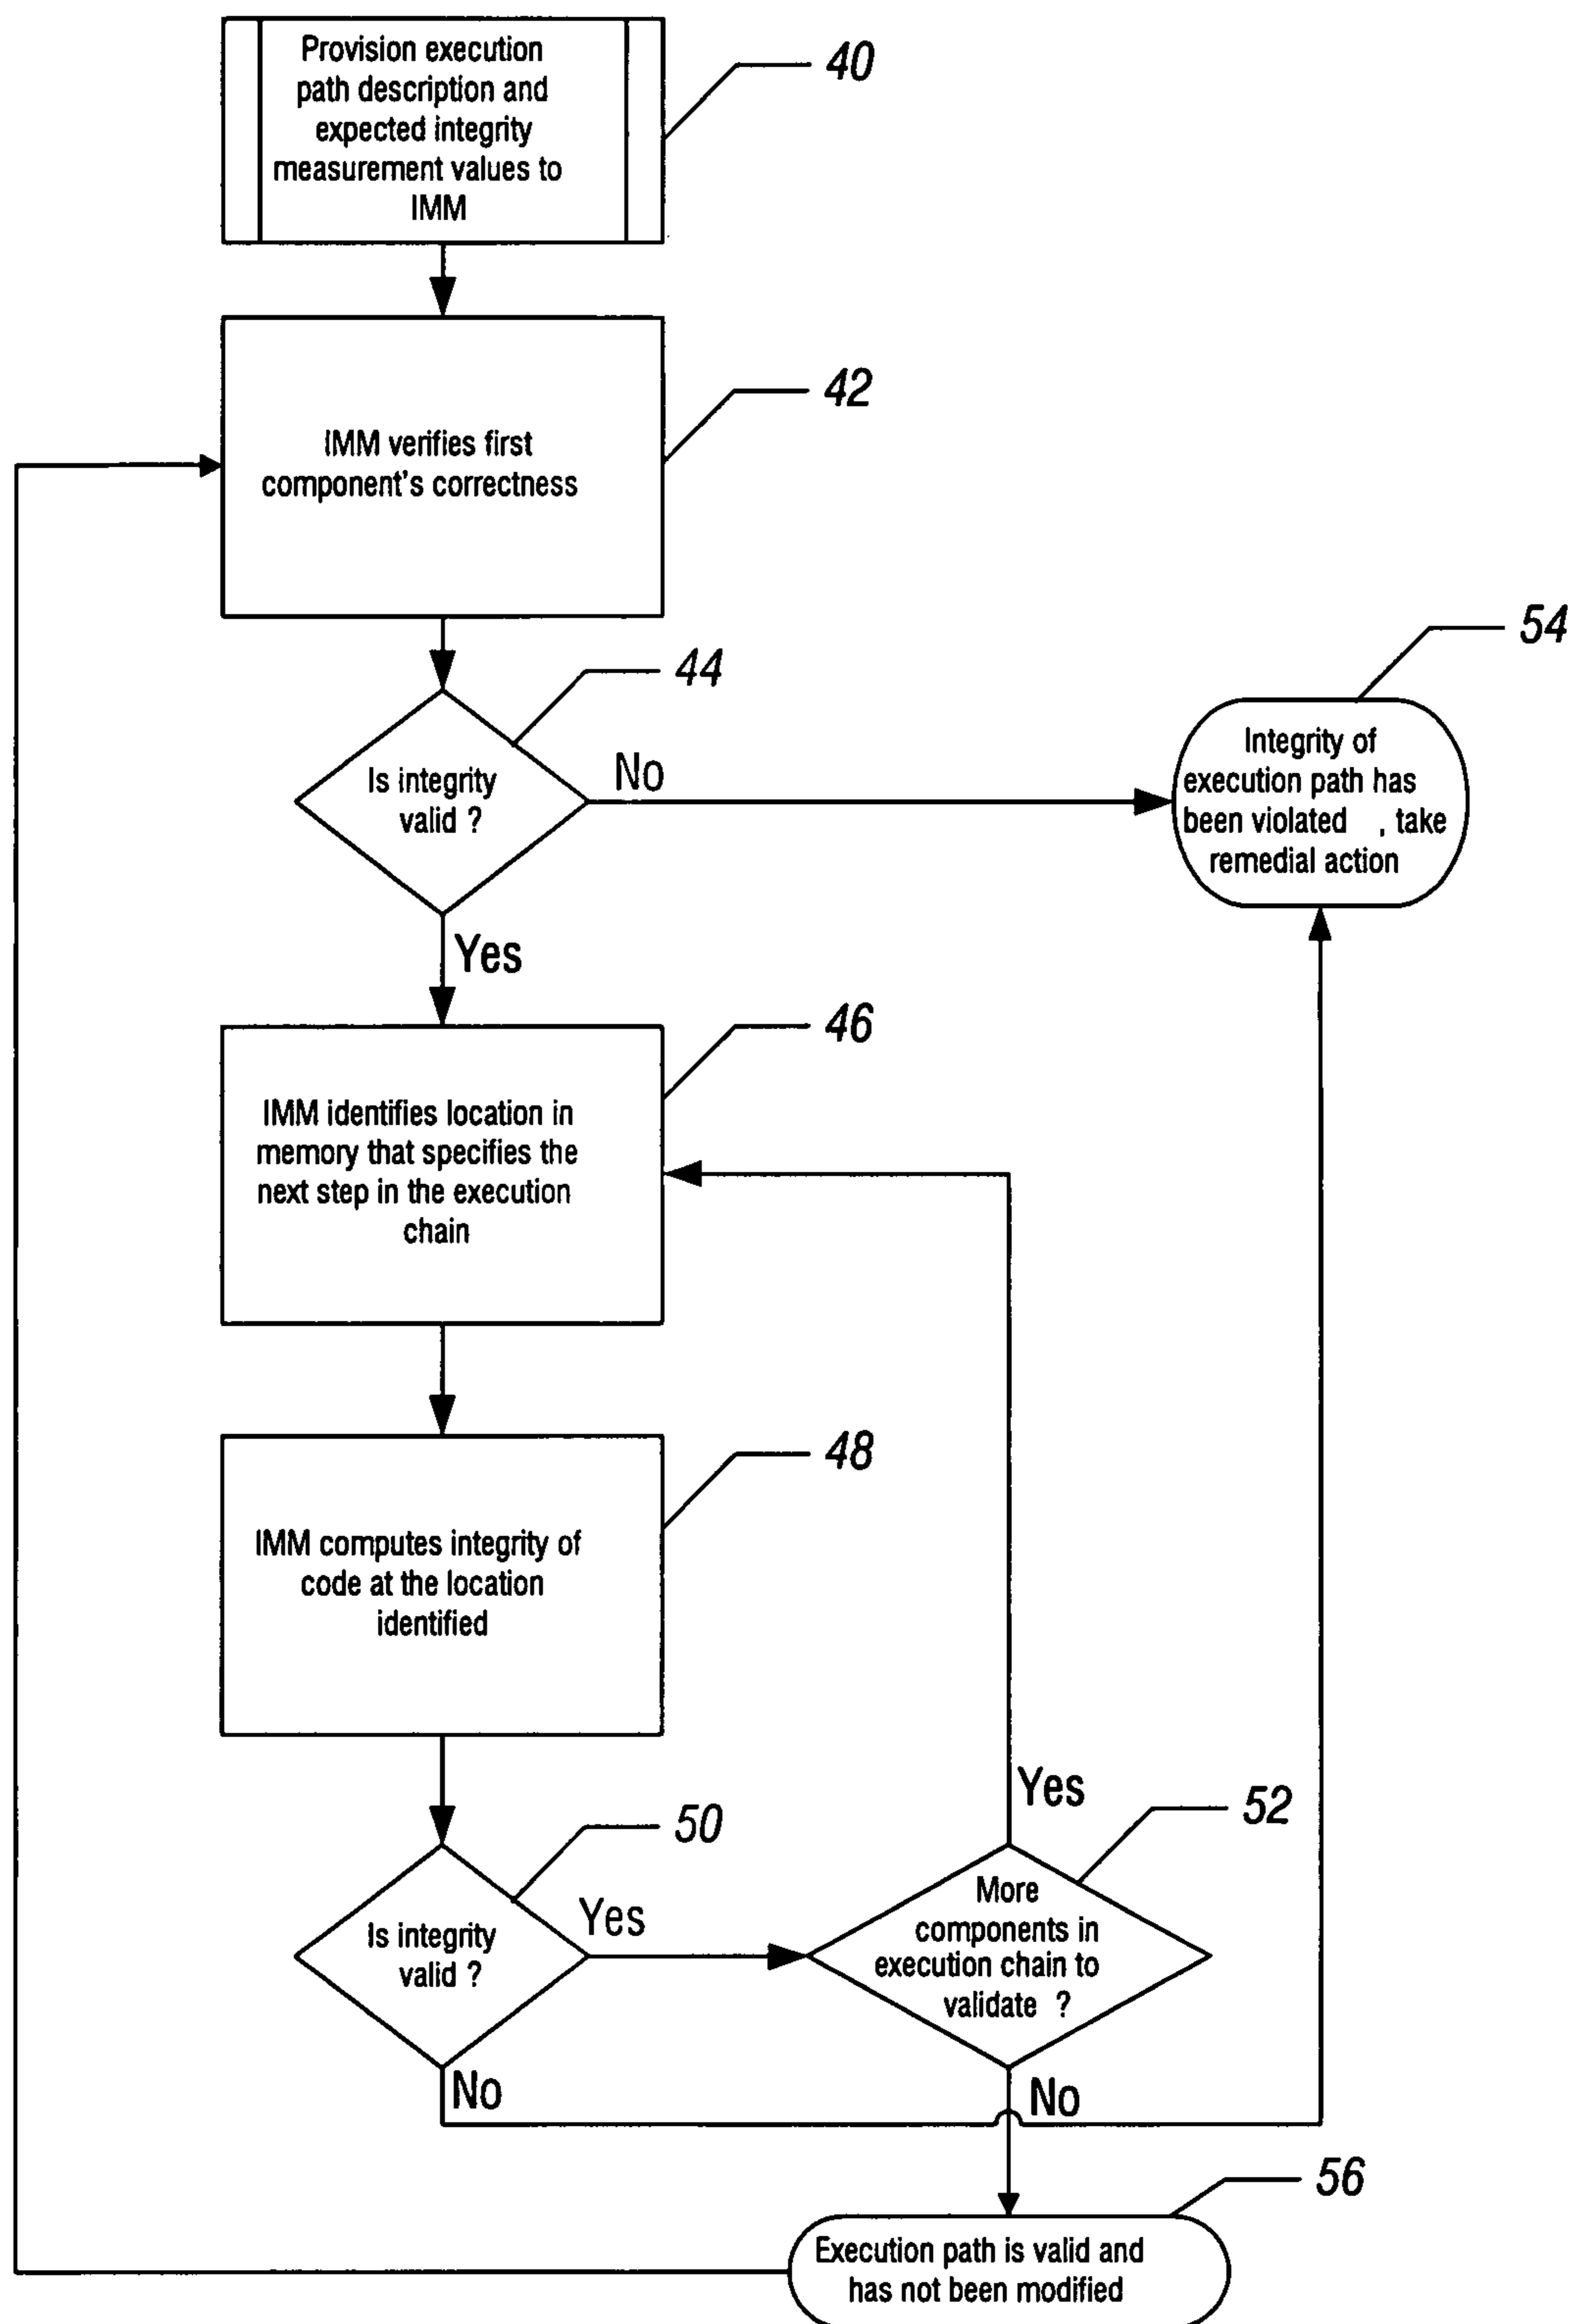 Provision execution
path description and
expected integrity
measurement values to
IMM
40
IMM verifies first
component's correctness
42
44
Is integrity
valid ?
No
Yes
54
Integrity of
execution path has
been violated , take
remedial action
46
IMM identifies location in
memory that specifies the
next step in the execution
chain
48
IMM computes integrity of
code at the location
identified
50
Is integrity
valid ?
Yes
No
52
Yes
More
components in
execution chain to
validate ?
No
56
Execution path is valid and
has not been modified